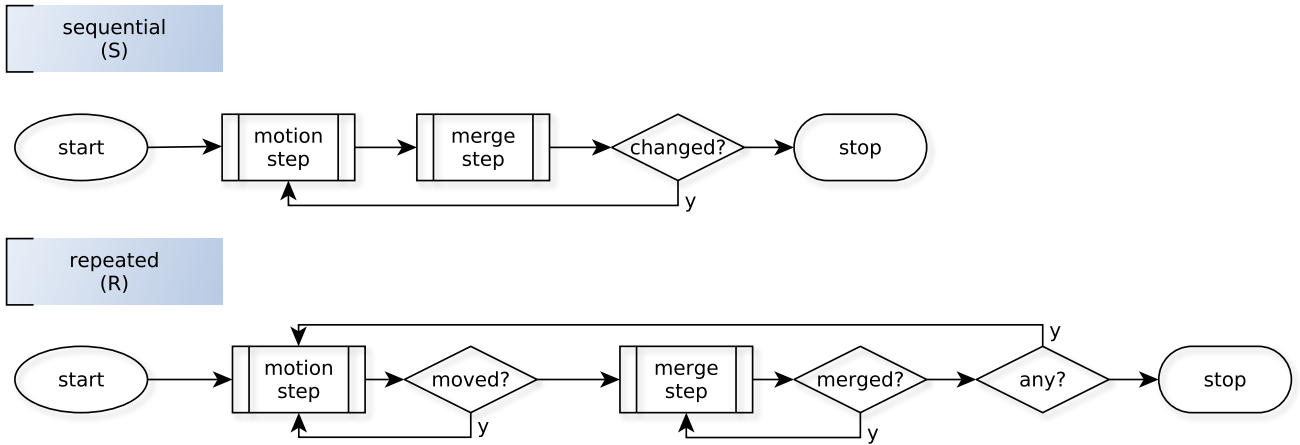 sequential
(S)
start
motion
step
merge
step
changed?
stop
y
repeated
(R)
y
start
motion
step
moved?
merge
step
merged?
any?
stop
y
y